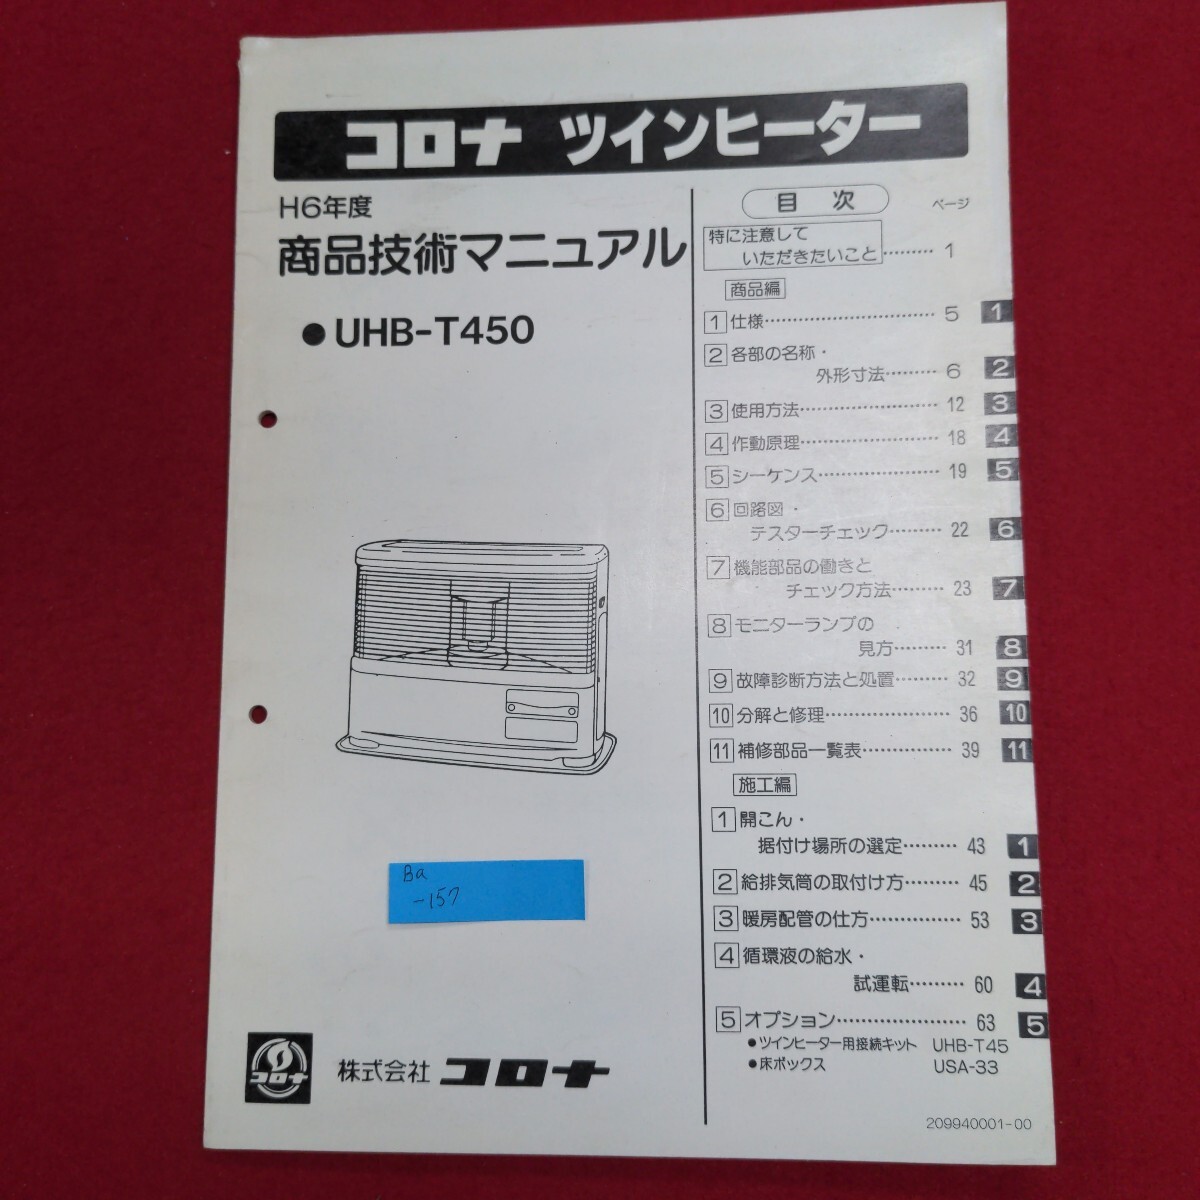 コロナ ツインヒーター
H6年度
商品技術マニュアル
●UHB-T450
Ba
-157
コロナ
株式会社 コロナ
目 次
ページ
特に注意して
いただきたいこと………1
商品編
1 仕様…………………………5 1
2 各部の名称・
外形寸法………6 2
3 使用方法……………………12 3
4 作動原理……………………18 4
5 シーケンス…………………19 5
6 回路図・
テスターチェック………22 6
7 機能部品の働きと
チェック方法………23 7
8 モニターランプの
見方………31 8
9 故障診断方法と処置………32 9
10 分解と修理…………………36 10
11 補修部品一覧表……………39 11
施工編
1 開こん・
据付け場所の選定………43 1
2 給排気筒の取付け方………45 2
3 暖房配管の仕方……………53 3
4 循環液の給水・
試運転………60 4
5 オプション…………………63 5
●ツインヒーター用接続キット UHB-T45
●床ボックス USA-33
209940001-00